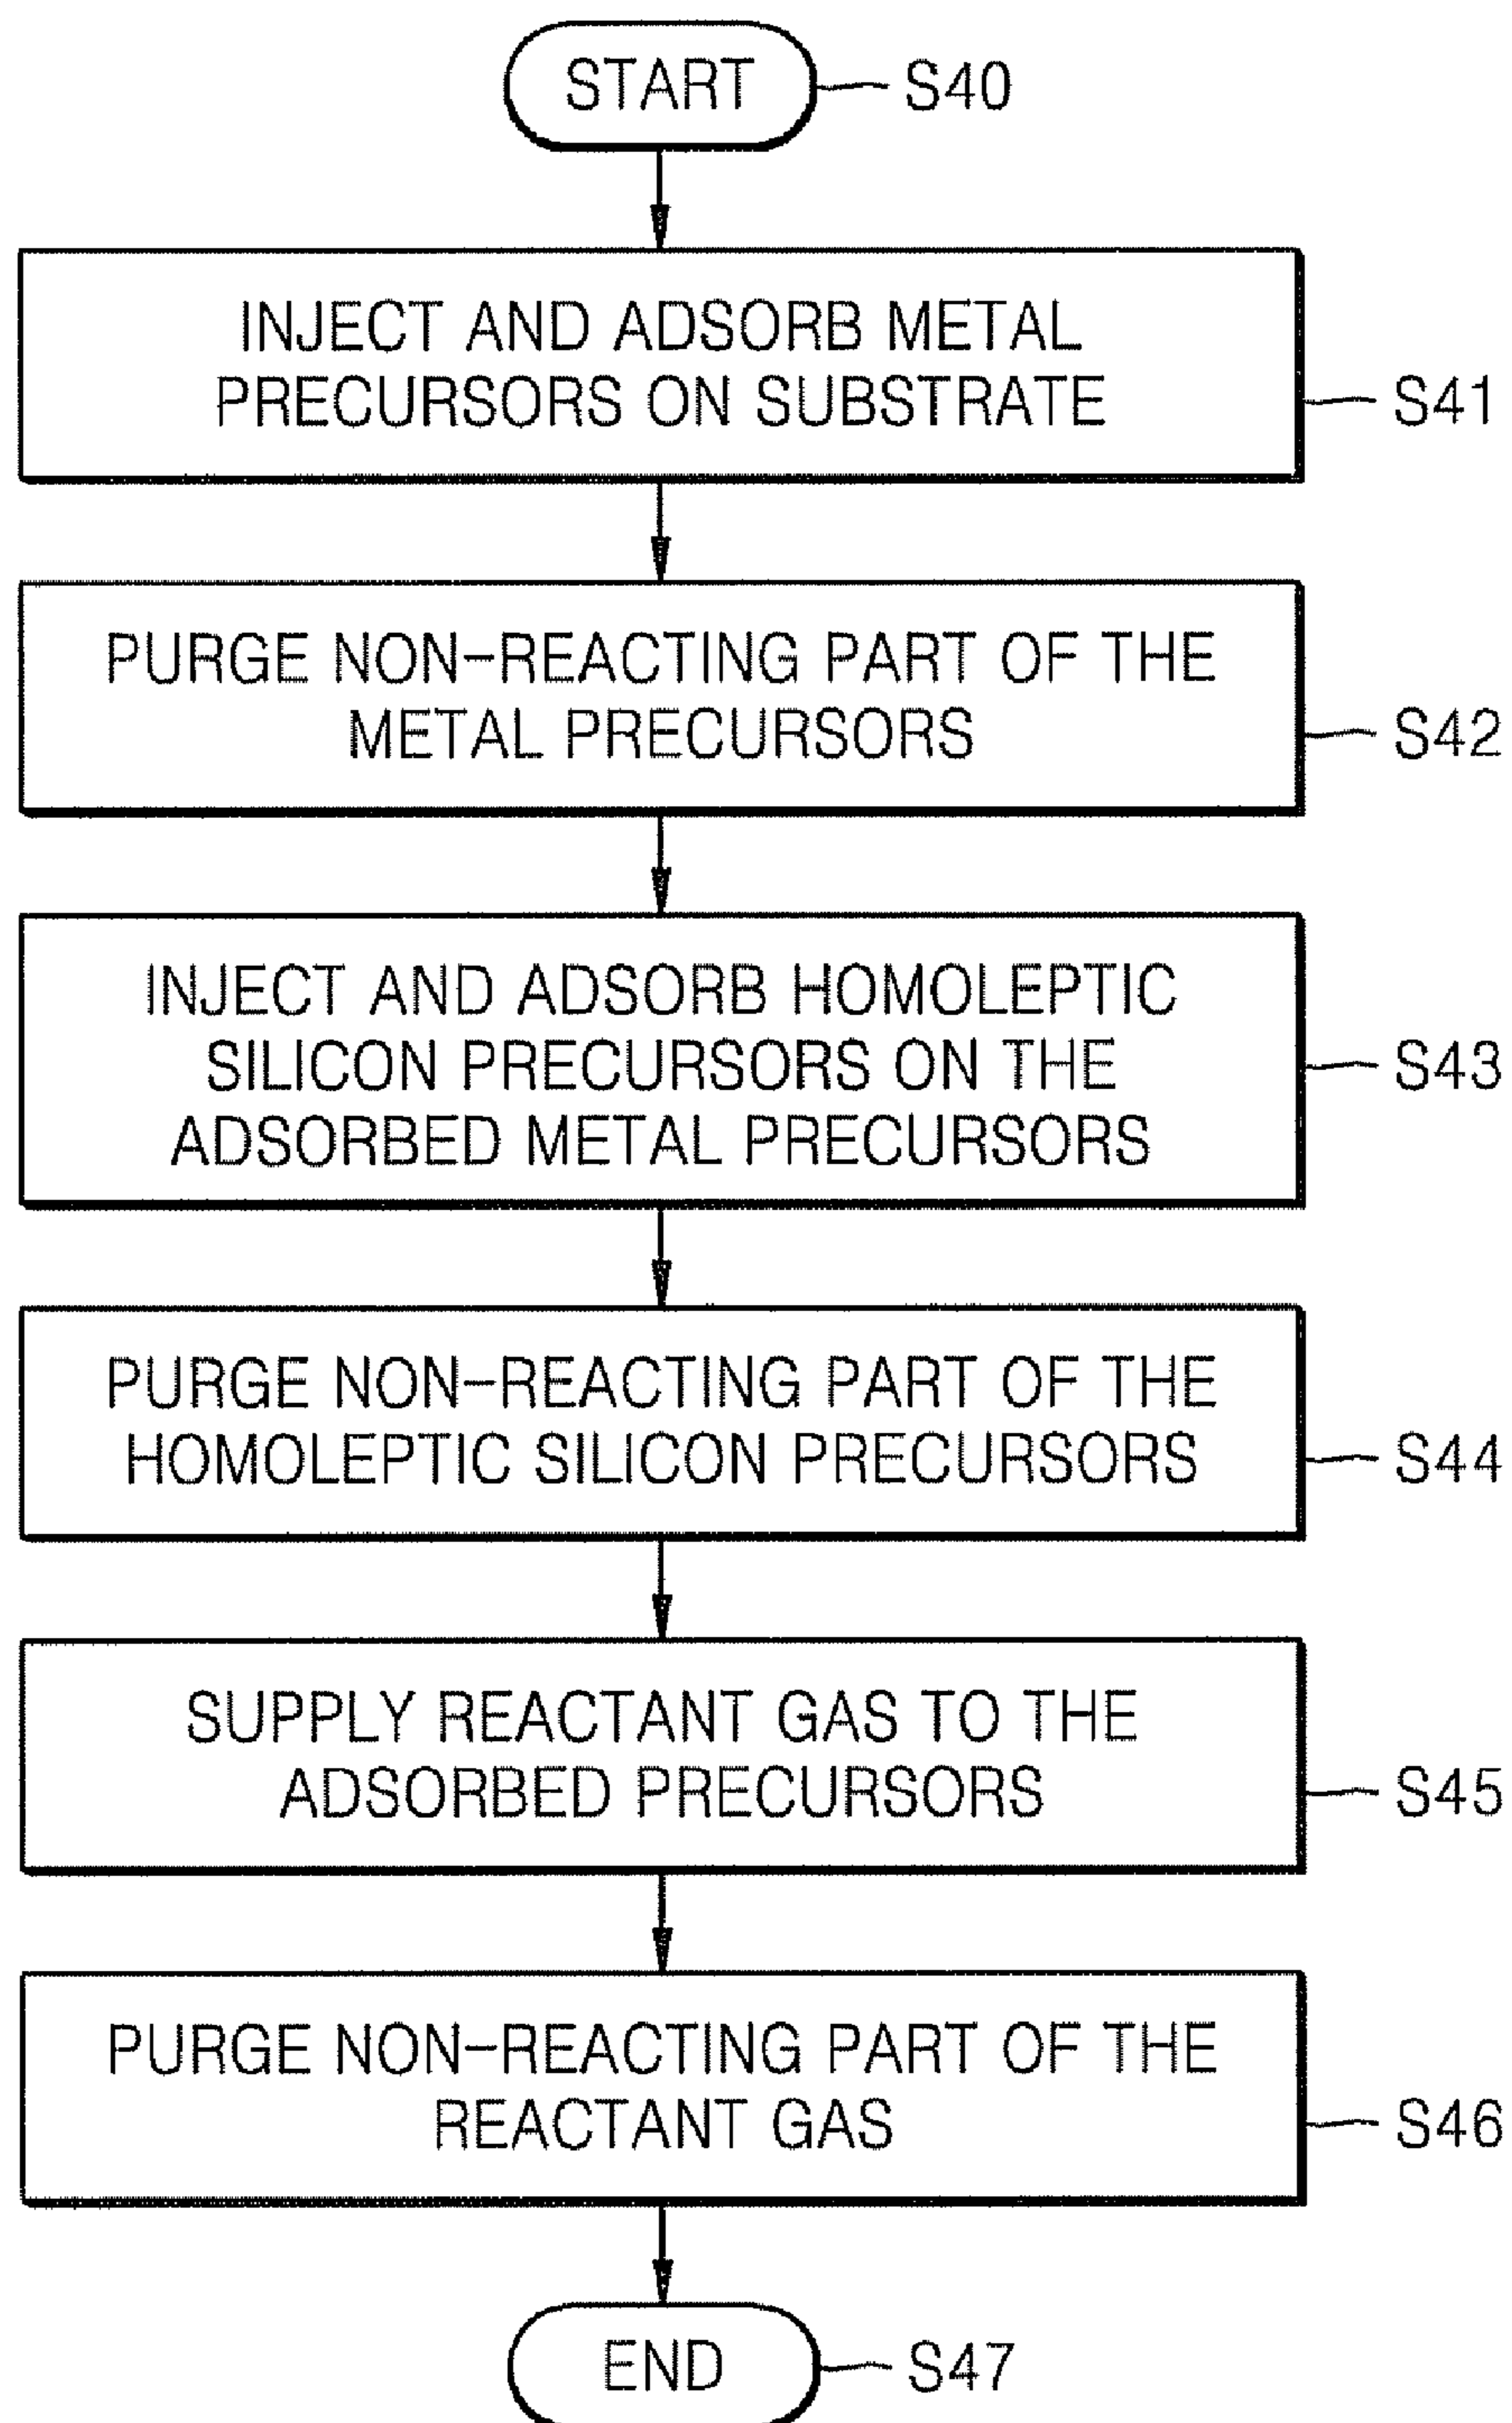 START
S40
INJECT AND ADSORB METAL
PRECURSORS ON SUBSTRATE
S41
PURGE NON-REACTING PART OF THE
METAL PRECURSORS
S42
INJECT AND ADSORB HOMOLEPTIC
SILICON PRECURSORS ON THE
ADSORBED METAL PRECURSORS
S43
PURGE NON-REACTING PART OF THE
HOMOLEPTIC SILICON PRECURSORS
S44
SUPPLY REACTANT GAS TO THE
ADSORBED PRECURSORS
S45
PURGE NON-REACTING PART OF THE
REACTANT GAS
S46
END
S47